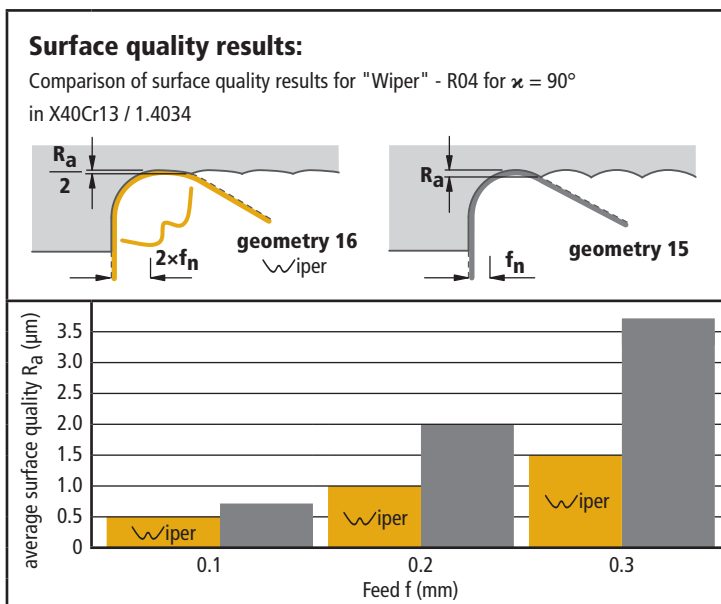 Surface quality results:
Comparison of surface quality results for "Wiper" - R04 for ϰ = 90°
in X40Cr13 / 1.4034
Ra
2
2×fn
geometry 16
Wiper
Ra
fn
geometry 15
average surface quality Ra (µm)
3.5
3.0
2.5
2.0
1.5
1.0
0.5
0
Wiper
Wiper
Wiper
0.1
0.2
0.3
Feed f (mm)